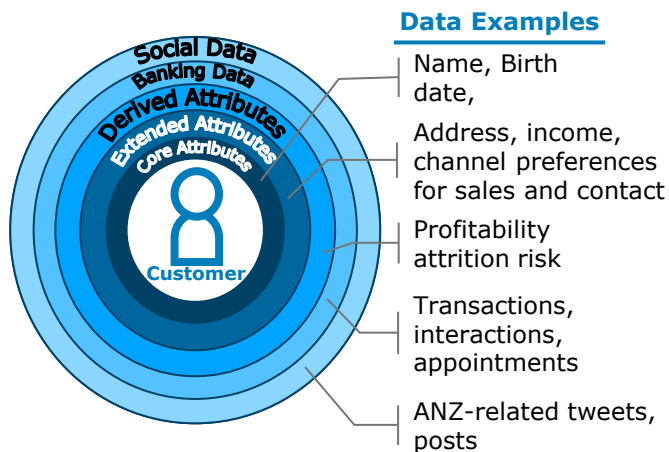 Data Examples
Social Data
Banking Data
Derived Attributes
Extended Attributes
Core Attributes
Customer
Name, Birth
date,
Address, income,
channel preferences
for sales and contact
Profitability
attrition risk
Transactions,
interactions,
appointments
ANZ-related tweets,
posts